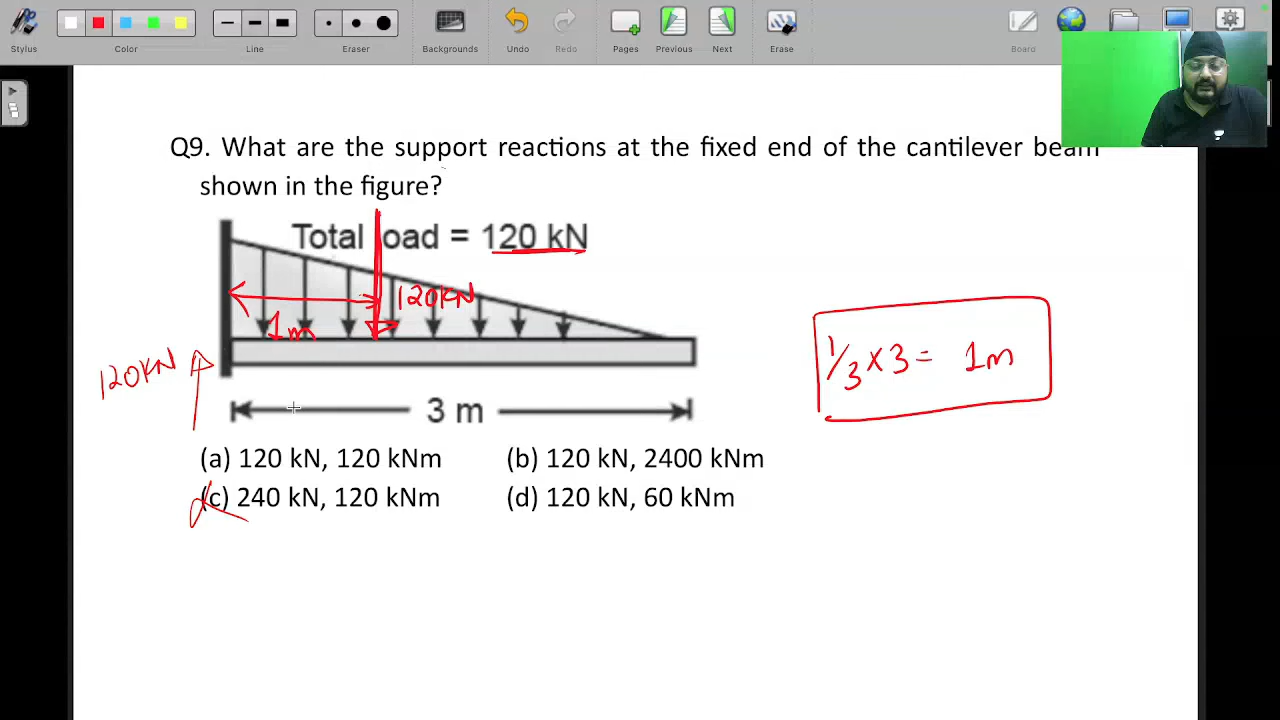 Stylus Color Line Eraser Backgrounds Undo Redo Pages Previous Next Erase Board
Q9. What are the support reactions at the fixed end of the cantilever beam
shown in the figure?
Total load = 120 kN
120KN
1m
120KN
1/3 x 3 = 1m
3 m
(a) 120 kN, 120 kNm (b) 120 kN, 2400 kNm
(c) 240 kN, 120 kNm (d) 120 kN, 60 kNm